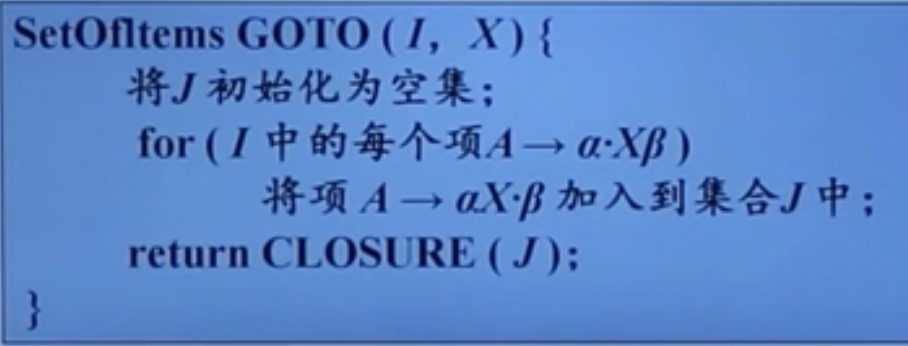 SetOfItems GOTO ( I, X ) {
将J 初始化为空集;
for ( I 中的每个项A → α·Xβ )
将项 A → αX·β 加入到集合J 中;
return CLOSURE ( J );
}